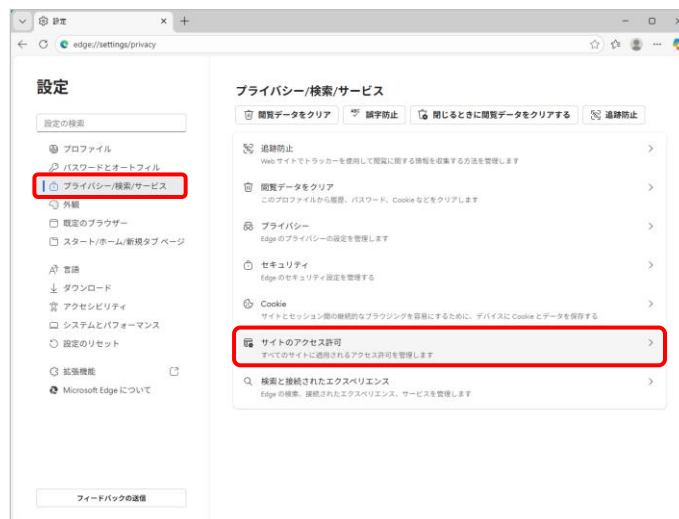 設定
edge://settings/privacy
設定
設定の検索
プロファイル
パスワードとオートフィル
プライバシー/検索/サービス
外観
既定のブラウザー
スタート/ホーム/新規タブ ページ
言語
ダウンロード
アクセシビリティ
システムとパフォーマンス
設定のリセット
拡張機能
Microsoft Edge について
フィードバックの送信
プライバシー/検索/サービス
閲覧データをクリア
誤字防止
閉じるときに閲覧データをクリアする
追跡防止
追跡防止
Web サイトでトラッカーを使用して閲覧に関する情報を収集する方法を管理します
閲覧データをクリア
このプロファイルから履歴、パスワード、Cookie などをクリアします
プライバシー
Edge のプライバシーの設定を管理します
セキュリティ
Edge のセキュリティ設定を管理する
Cookie
サイトとセッション間の継続的なブラウジングを容易にするために、デバイスに Cookie とデータを保存する
サイトのアクセス許可
すべてのサイトに適用されるアクセス許可を管理します
検索と接続されたエクスペリエンス
Edge の検索、接続されたエクスペリエンス、サービスを管理します